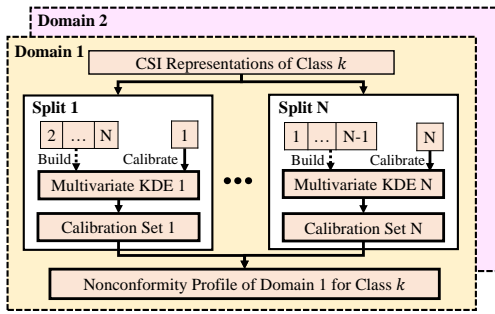 Domain 2
Domain 1
CSI Representations of Class k
Split 1
2 ... N
1
Build
Calibrate
Multivariate KDE 1
Calibration Set 1
•••
Split N
1 ... N-1
N
Build
Calibrate
Multivariate KDE N
Calibration Set N
Nonconformity Profile of Domain 1 for Class k